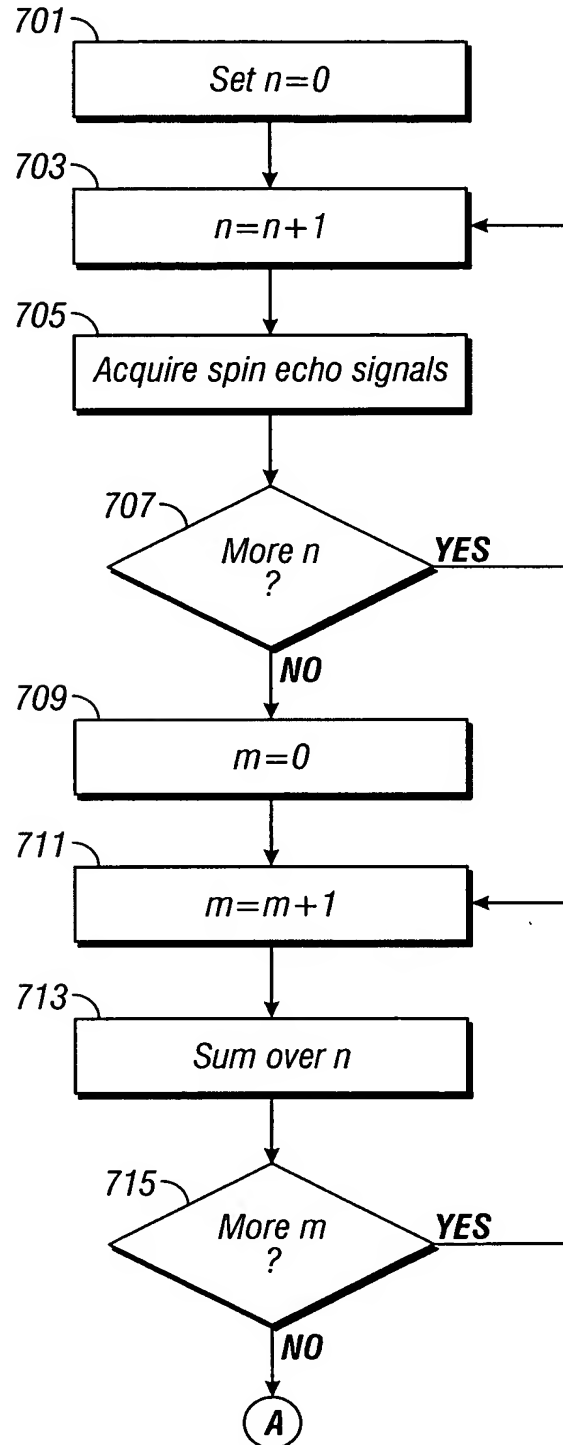 701
Set n=0
703
n=n+1
705
Acquire spin echo signals
707
More n
?
YES
NO
709
m=0
711
m=m+1
713
Sum over n
715
More m
?
YES
NO
A